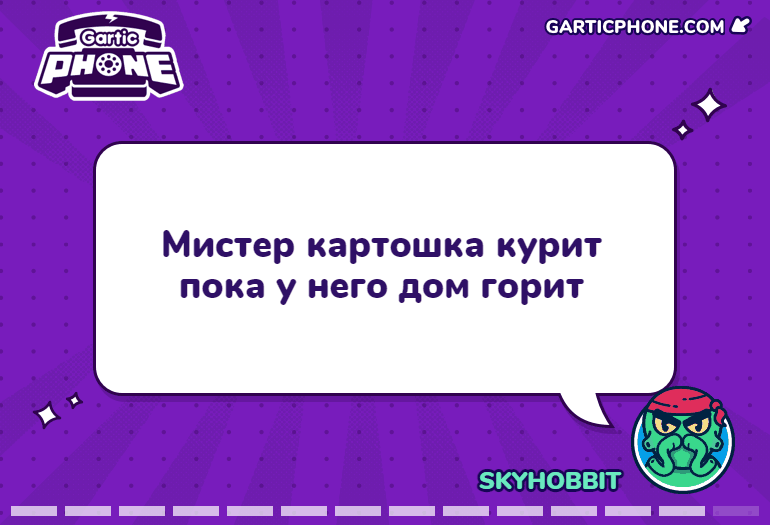 Gartic
PHONE
GARTICPHONE.COM
Мистер картошка курит
пока у него дом горит
SKYHOBBIT